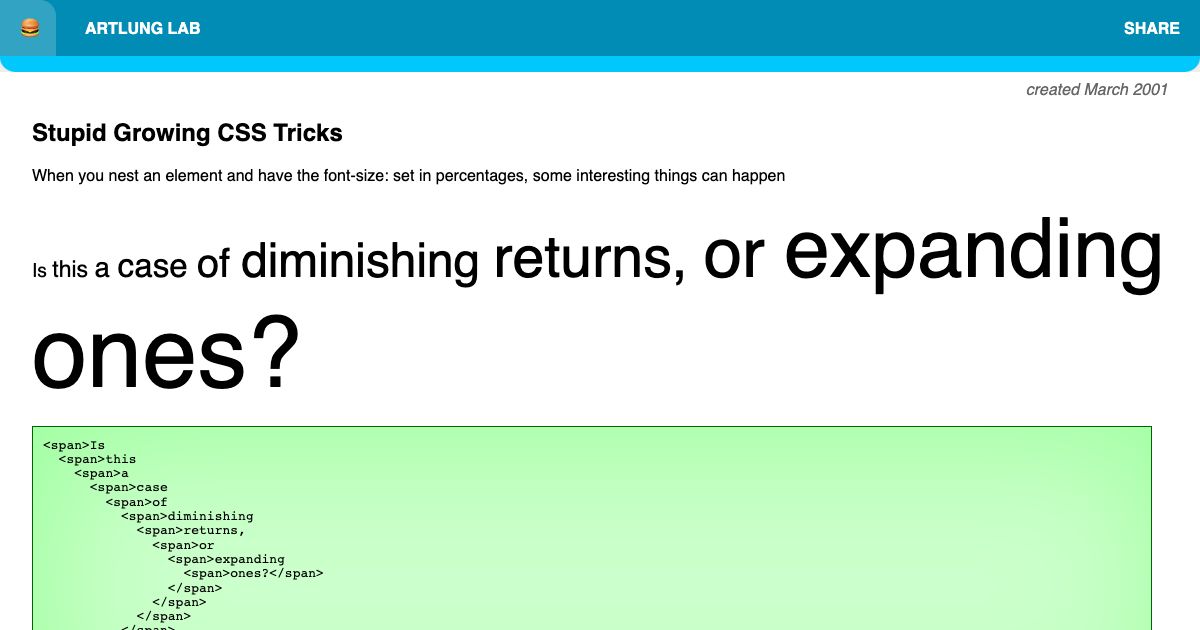 ARTLUNG LAB
SHARE
created March 2001
Stupid Growing CSS Tricks
When you nest an element and have the font-size: set in percentages, some interesting things can happen
Is this a case of diminishing returns, or expanding
ones?
<span>Is
<span>this
<span>a
<span>case
<span>of
<span>diminishing
<span>returns,
<span>or
<span>expanding
<span>ones?</span>
</span>
</span>
</span>
</span>